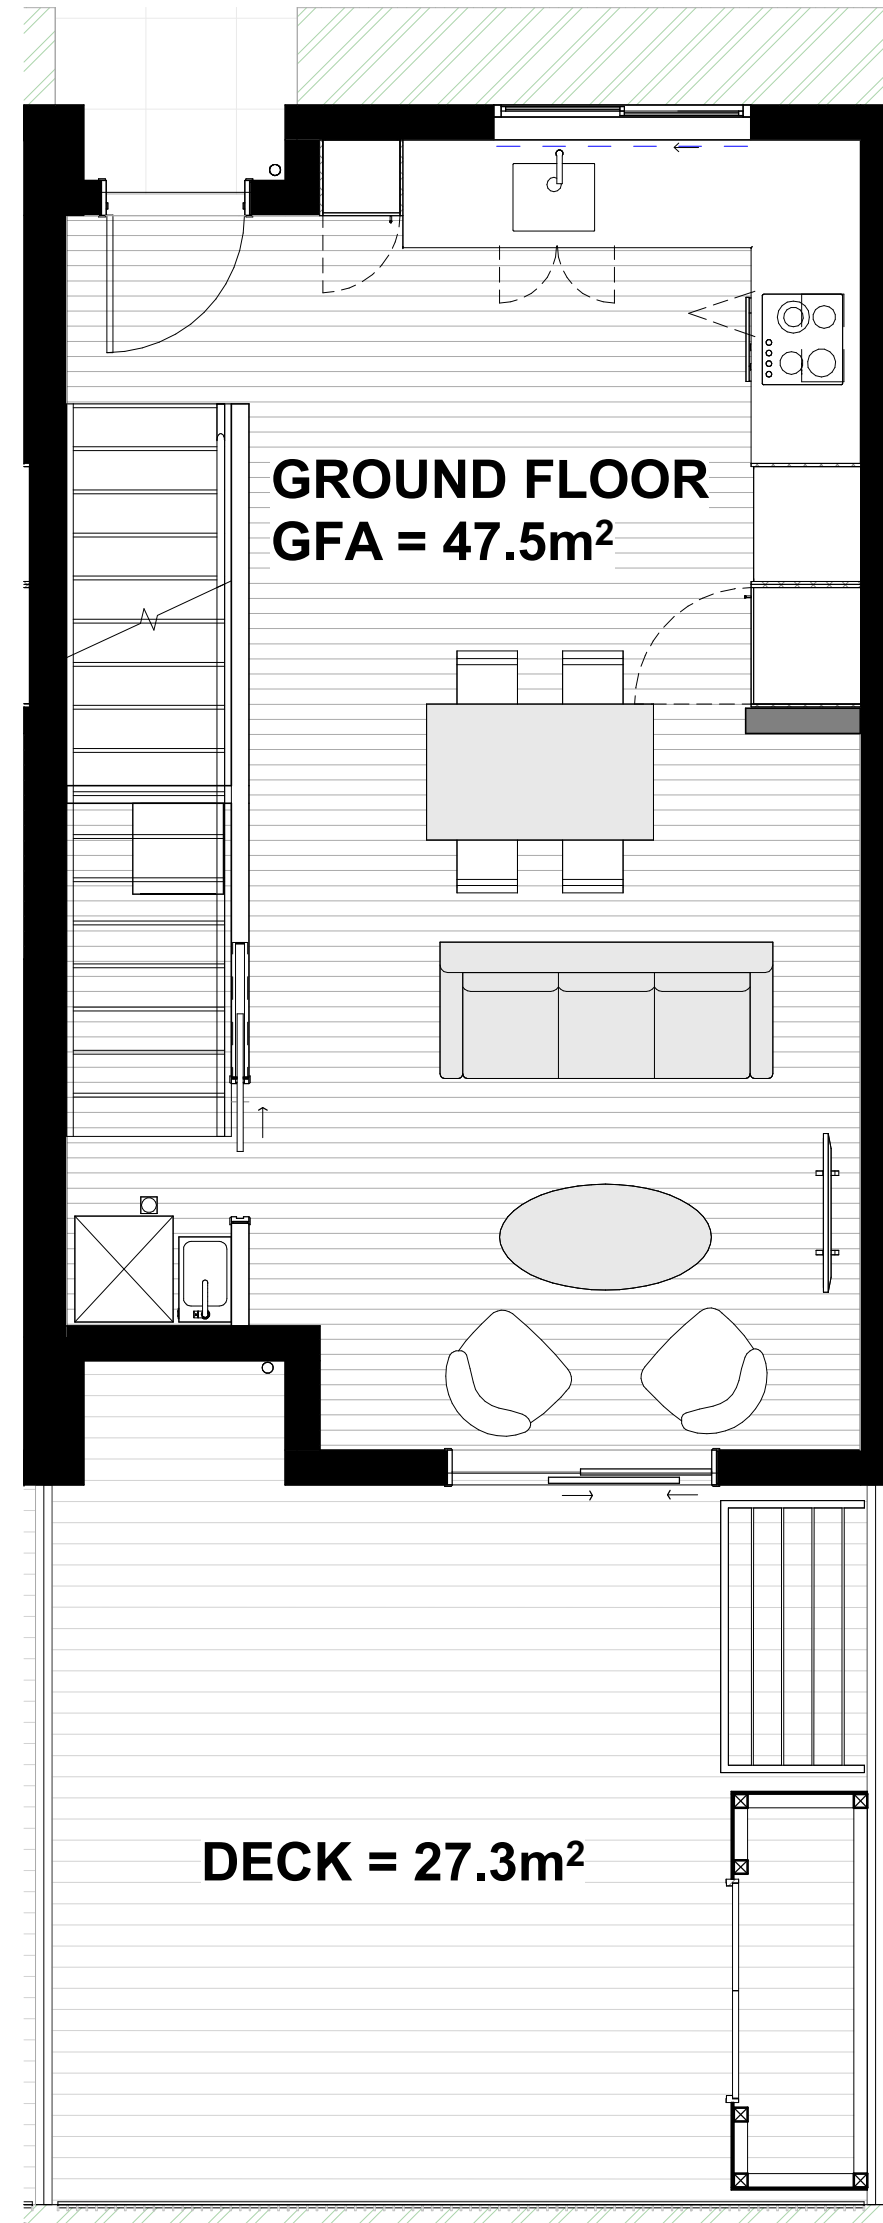 GROUND FLOOR
GFA = 47.5m²
DECK = 27.3m²